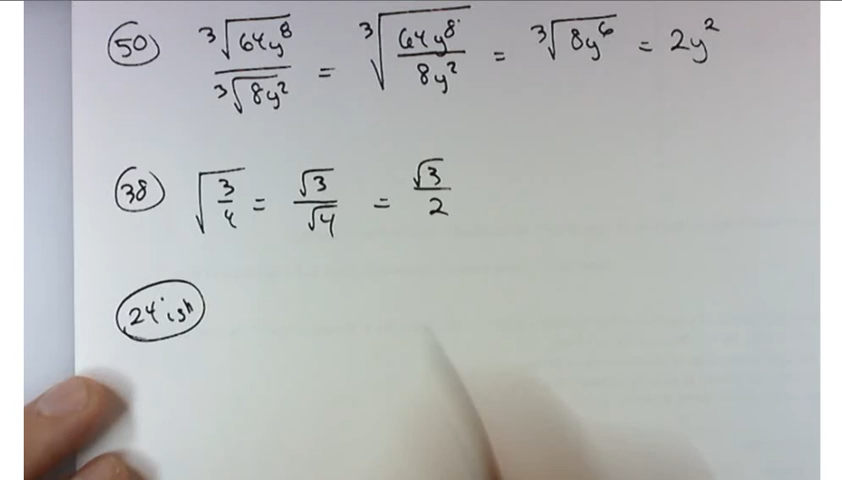 50 ∛64y⁸ / ∛8y² = ∛(64y⁸ / 8y²) = ∛8y⁶ = 2y²
38 √(3/4) = √3 / √4 = √3 / 2
24'ish